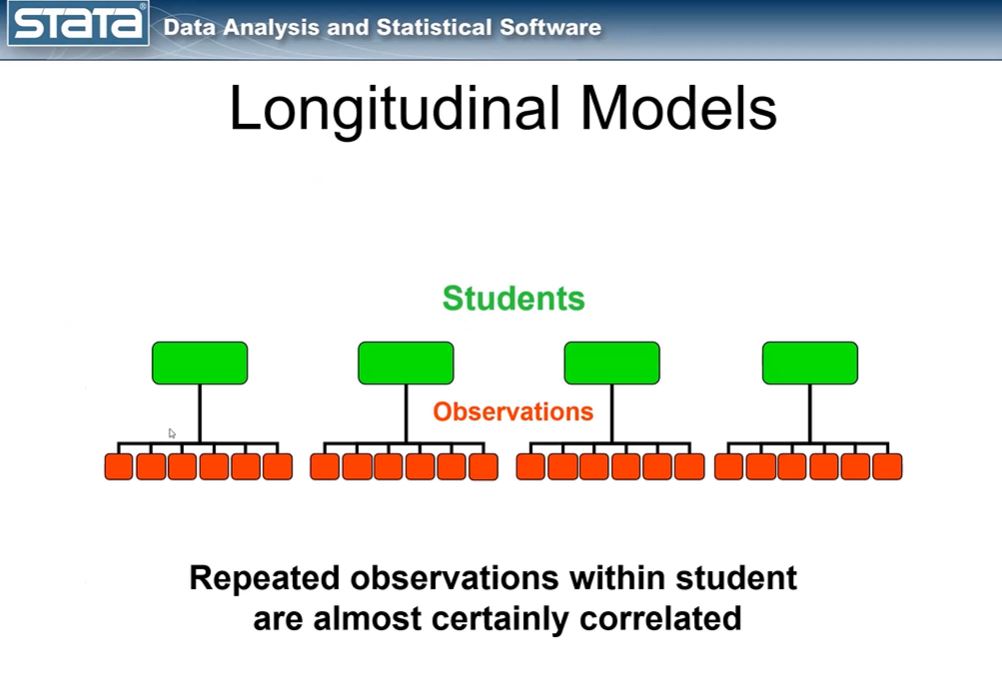 STATA® Data Analysis and Statistical Software
Longitudinal Models
Students
Observations
Repeated observations within student
are almost certainly correlated